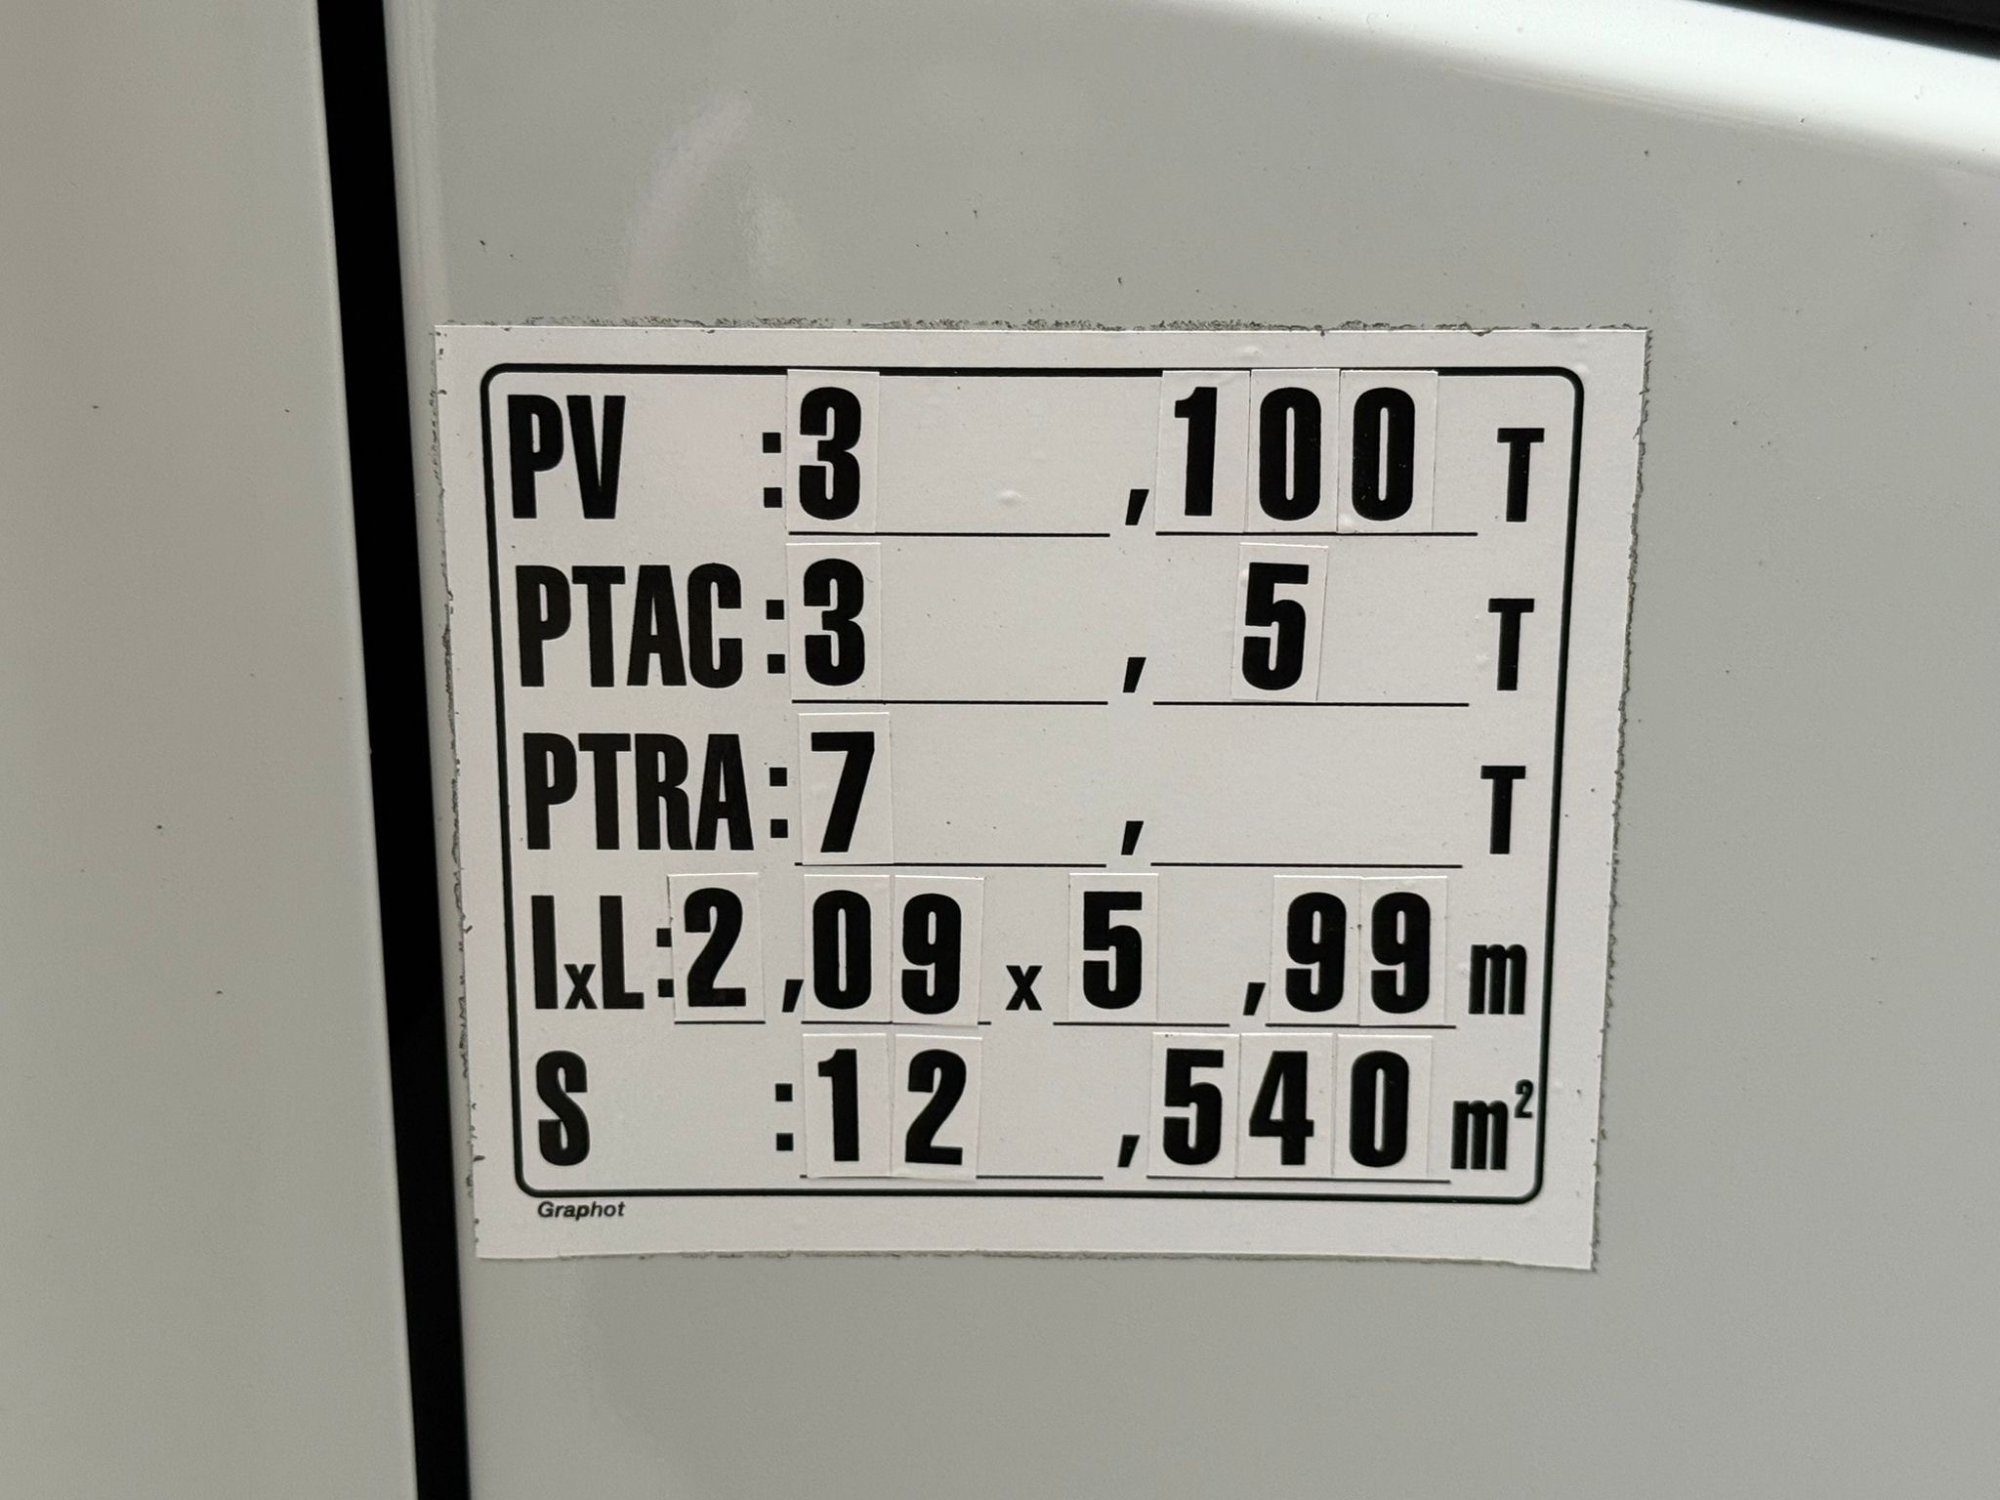 PV :3 ,100 T
PTAC:3 , 5 T
PTRA:7 , T
lxL:2 ,09 x 5 ,99 m
S :12 ,540 m²
Graphot